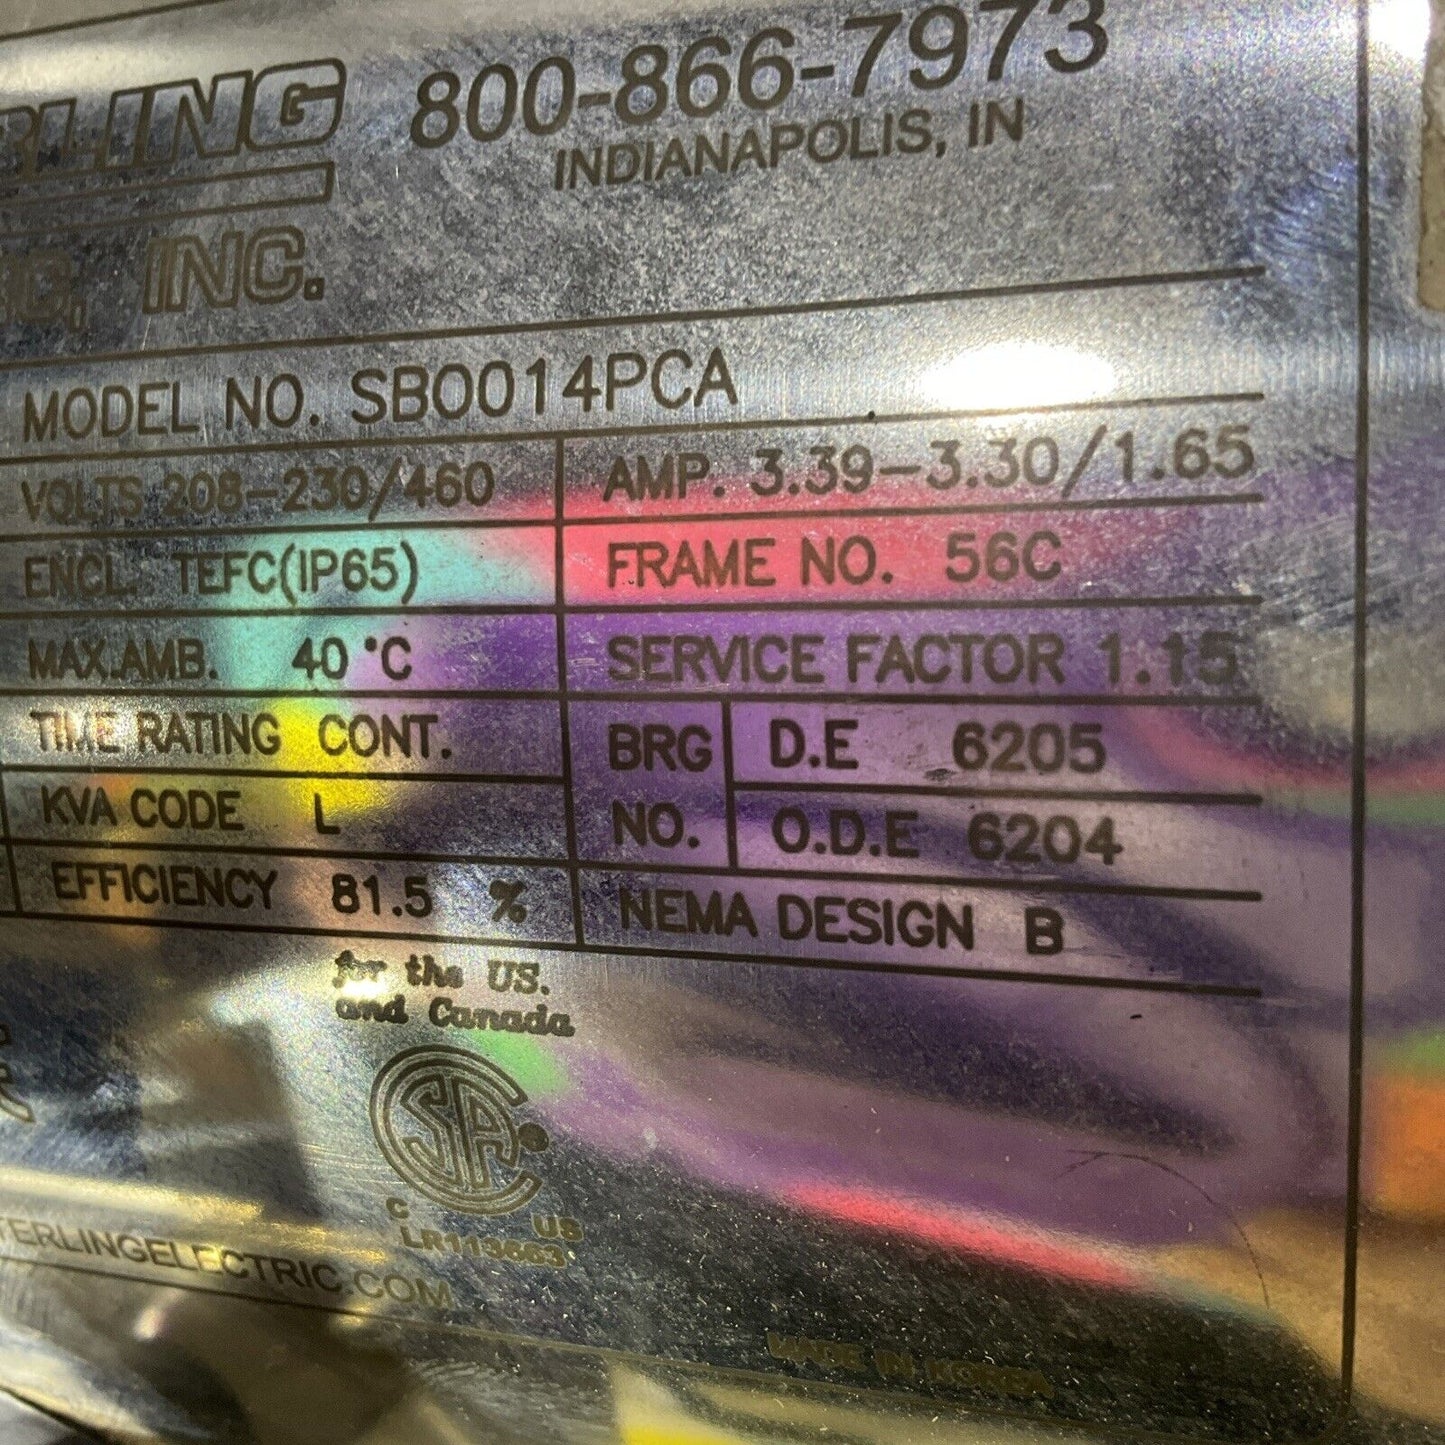 RLING 800-866-7973
INDIANAPOLIS, IN
IC, INC.
MODEL NO. SB0014PCA
VOLTS 208-230/460 AMP. 3.39-3.30/1.65
ENCL. TEFC(IP65) FRAME NO. 56C
MAX.AMB. 40 °C SERVICE FACTOR 1.15
TIME RATING CONT. BRG D.E 6205
KVA CODE L NO. O.D.E 6204
EFFICIENCY 81.5 % NEMA DESIGN B
for the US.
and Canada
SA ®
C US
LR113663
TERLINGELECTRIC.COM
MADE IN KOREA